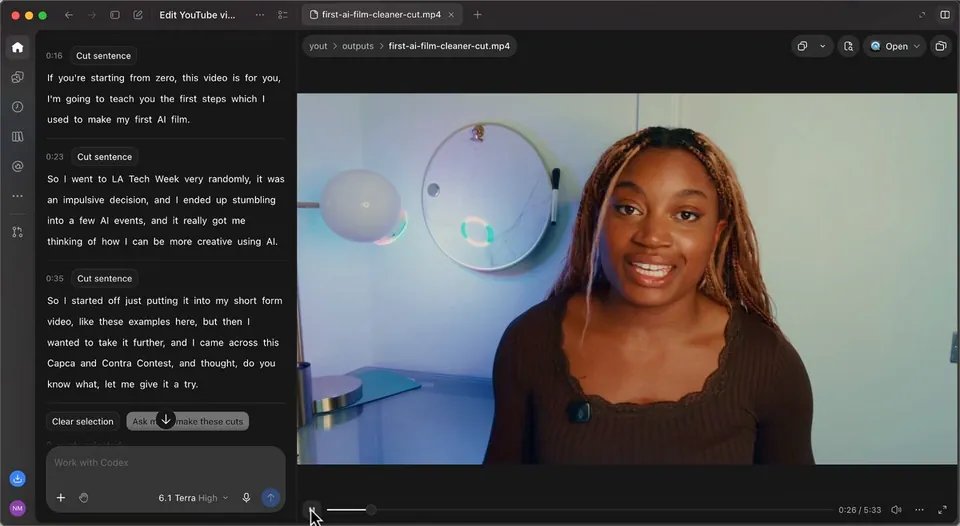 Edit YouTube vi...
first-ai-film-cleaner-cut.mp4
yout > outputs > first-ai-film-cleaner-cut.mp4
Open
0:16 Cut sentence
If you're starting from zero, this video is for you,
I'm going to teach you the first steps which I
used to make my first AI film.
0:23 Cut sentence
So I went to LA Tech Week very randomly, it was
an impulsive decision, and I ended up stumbling
into a few AI events, and it really got me
thinking of how I can be more creative using AI.
0:35 Cut sentence
So I started off just putting it into my short form
video, like these examples here, but then I
wanted to take it further, and I came across this
Capca and Contra Contest, and thought, do you
know what, let me give it a try.
Clear selection
Ask make these cuts
Work with Codex
6.1 Terra High
NM
0:26 / 5:33